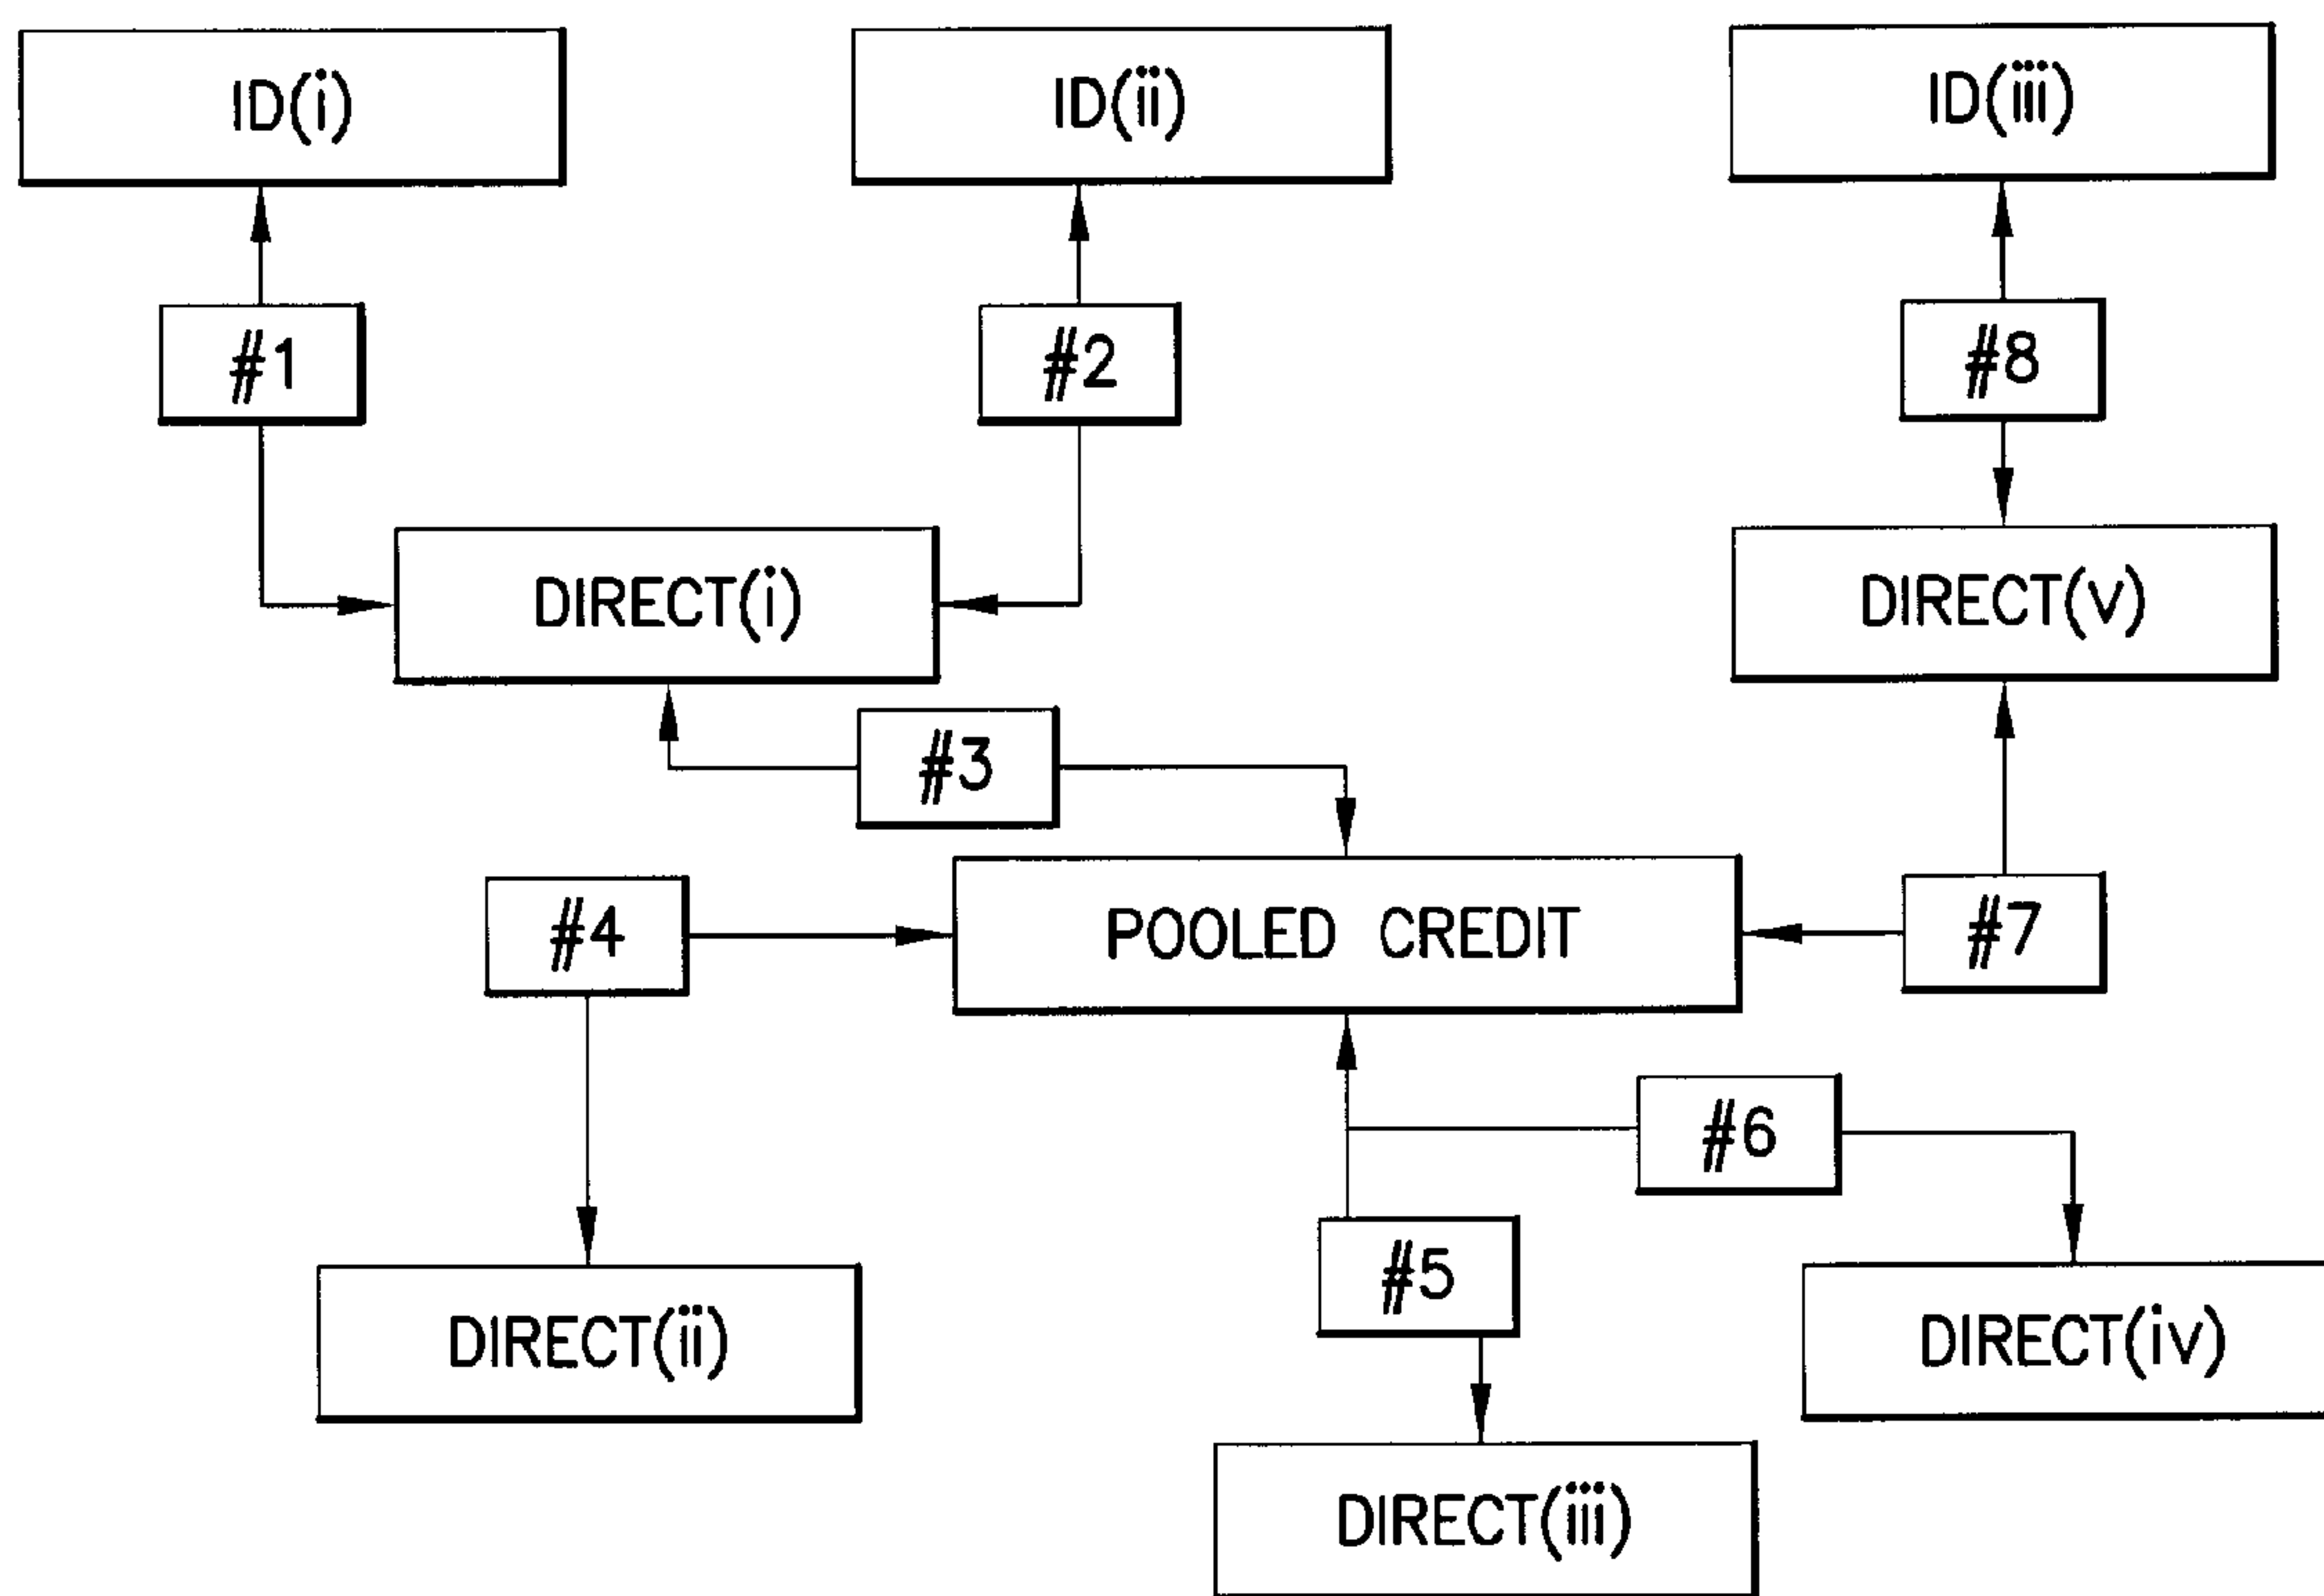 ID(i)
ID(ii)
ID(iii)
#1
#2
#8
DIRECT(i)
DIRECT(v)
#3
#4
POOLED CREDIT
#7
#6
#5
DIRECT(ii)
DIRECT(iv)
DIRECT(iii)